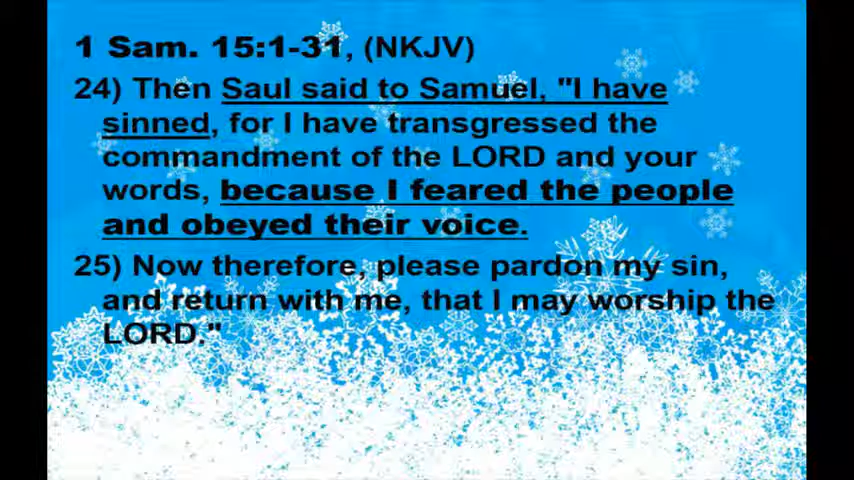 1 Sam. 15:1-31, (NKJV)
24) Then Saul said to Samuel, "I have
sinned, for I have transgressed the
commandment of the LORD and your
words, because I feared the people
and obeyed their voice.
25) Now therefore, please pardon my sin,
and return with me, that I may worship the
LORD."